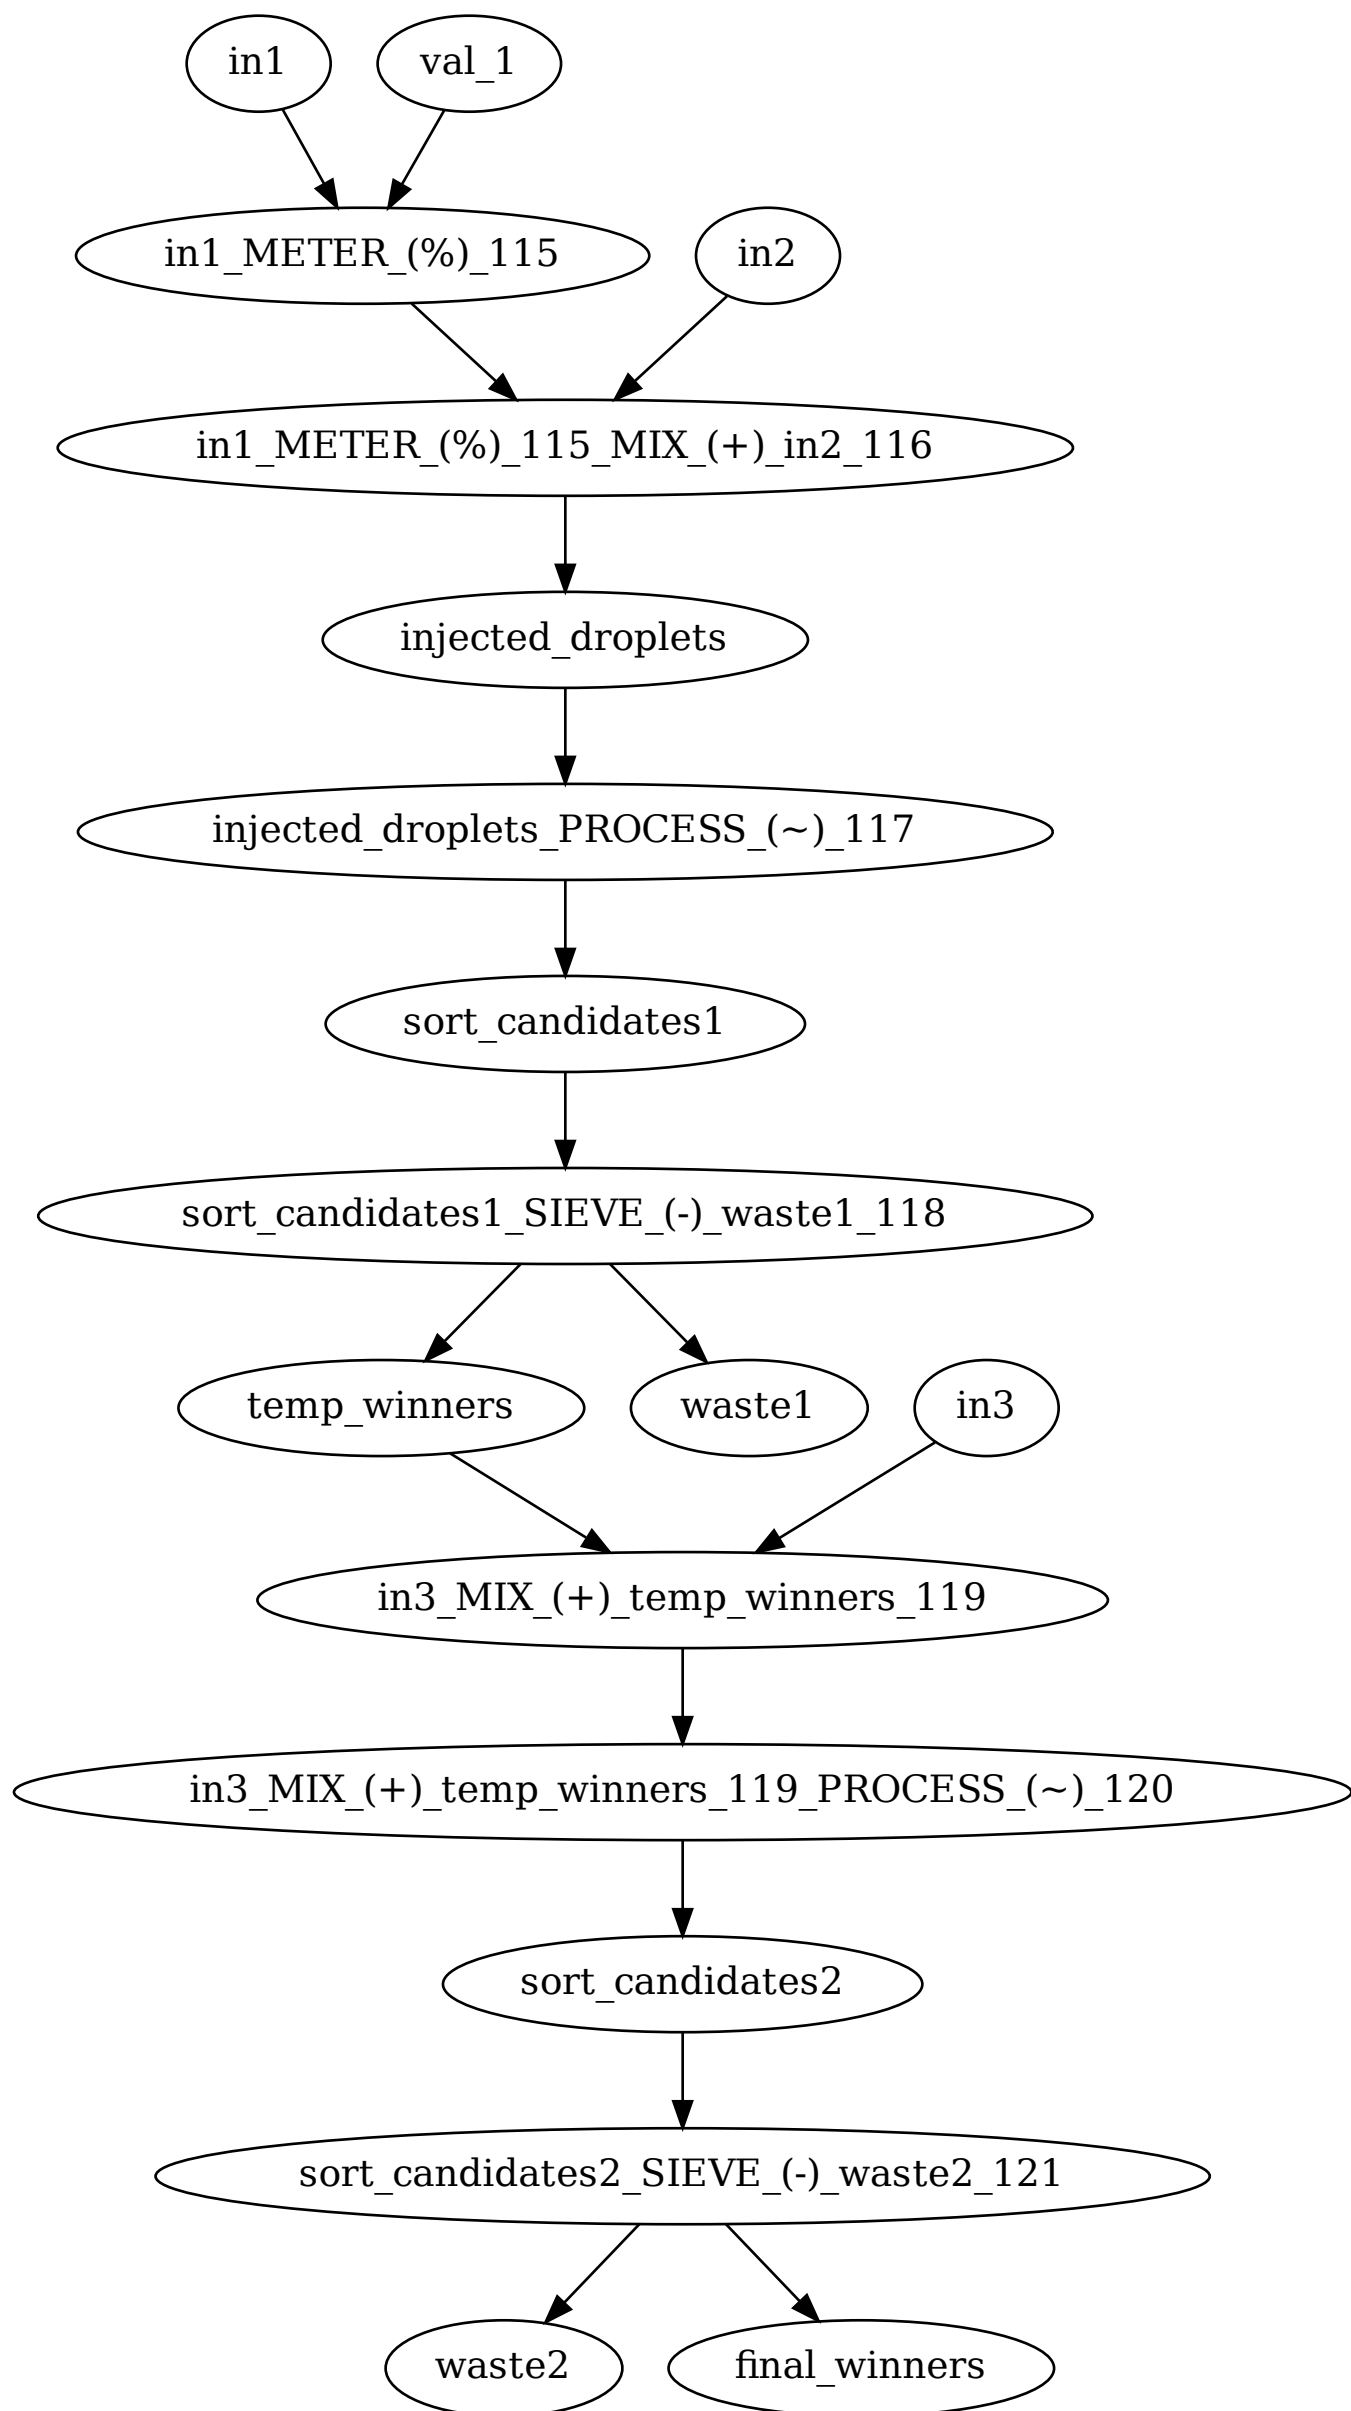 in1
val_1
in1_METER_(%)_115
in2
in1_METER_(%)_115_MIX_(+)_in2_116
injected_droplets
injected_droplets_PROCESS_(~)_117
sort_candidates1
sort_candidates1_SIEVE_(-)_waste1_118
temp_winners
waste1
in3
in3_MIX_(+)_temp_winners_119
in3_MIX_(+)_temp_winners_119_PROCESS_(~)_120
sort_candidates2
sort_candidates2_SIEVE_(-)_waste2_121
waste2
final_winners